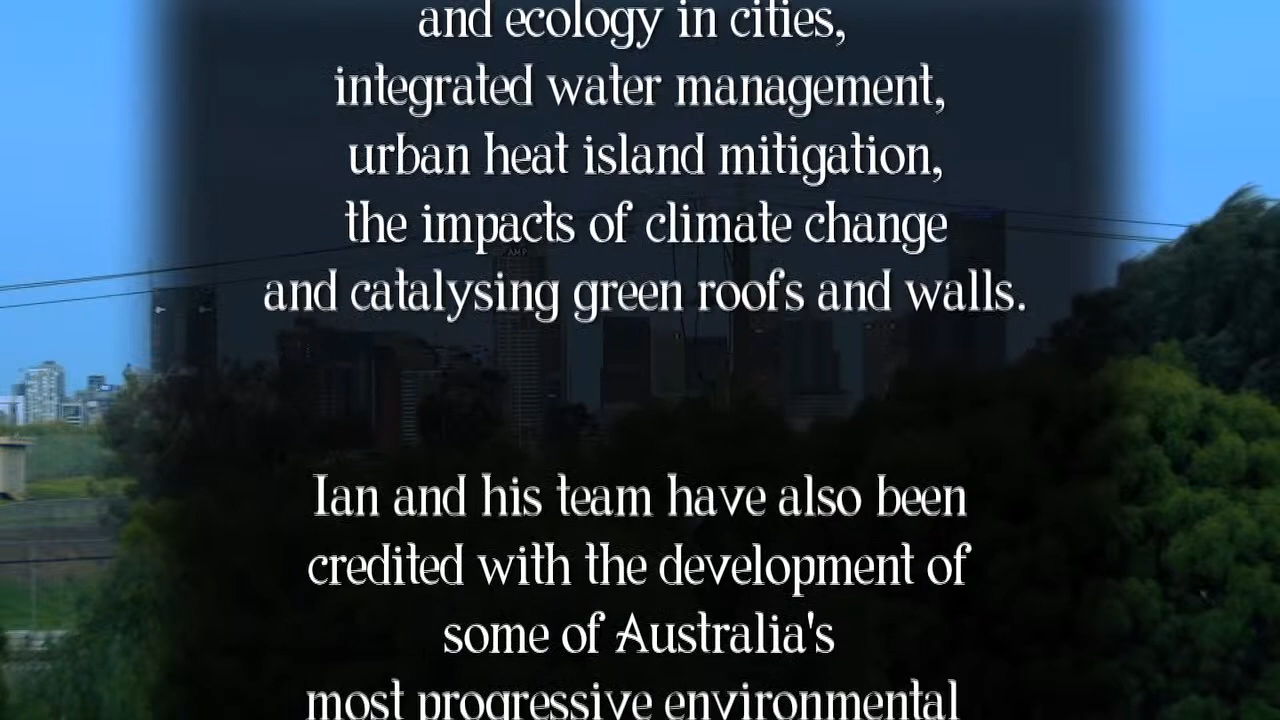 and ecology in cities,
integrated water management,
urban heat island mitigation,
the impacts of climate change
AMP
and catalysing green roofs and walls.
Ian and his team have also been
credited with the development of
some of Australia's
most progressive environmental